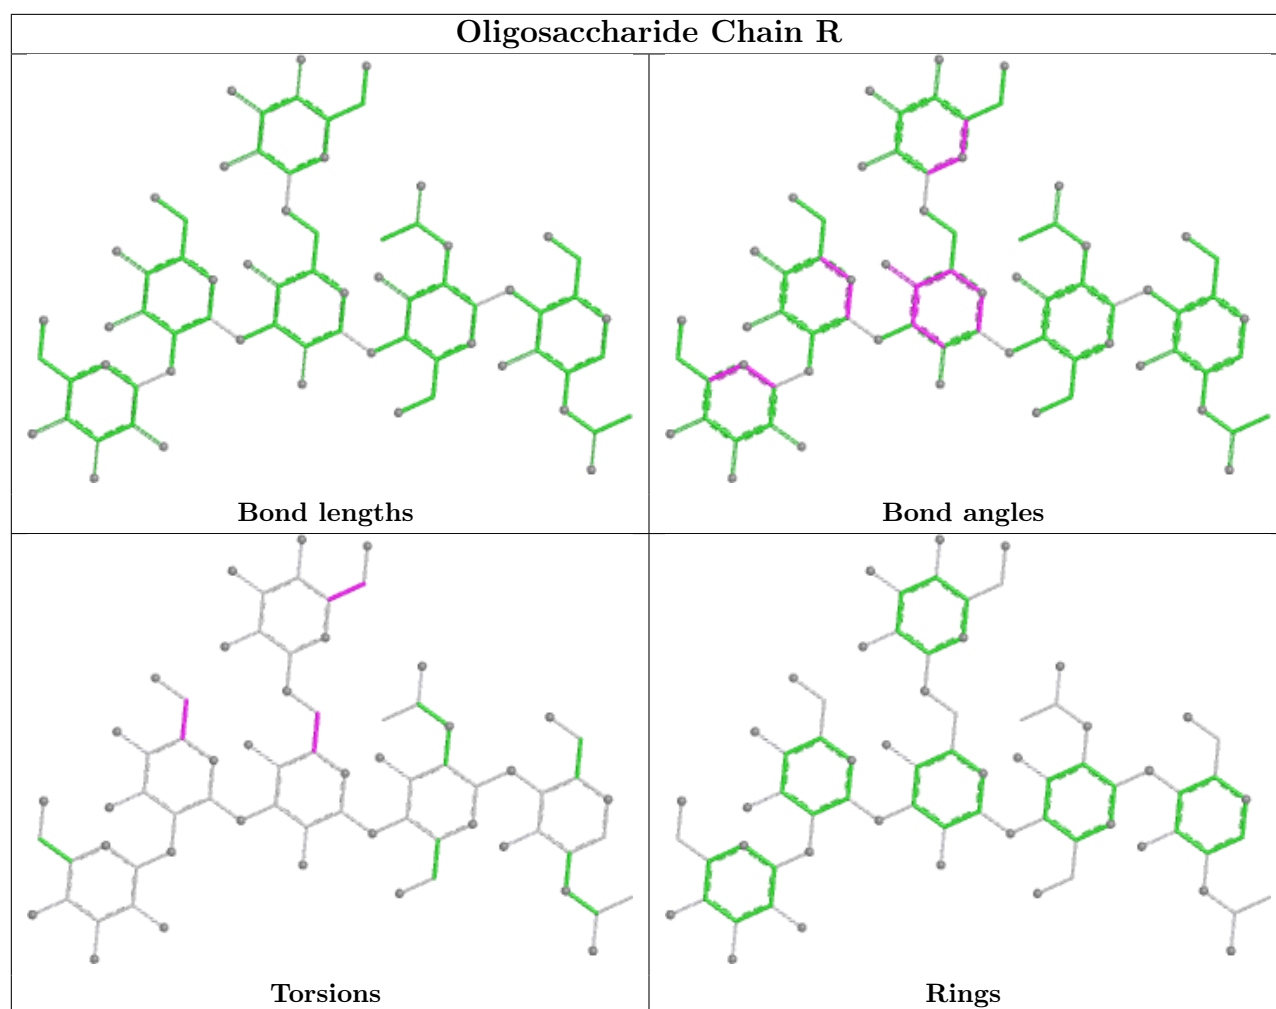 Oligosaccharide Chain R
Bond lengths
Bond angles
Torsions
Rings